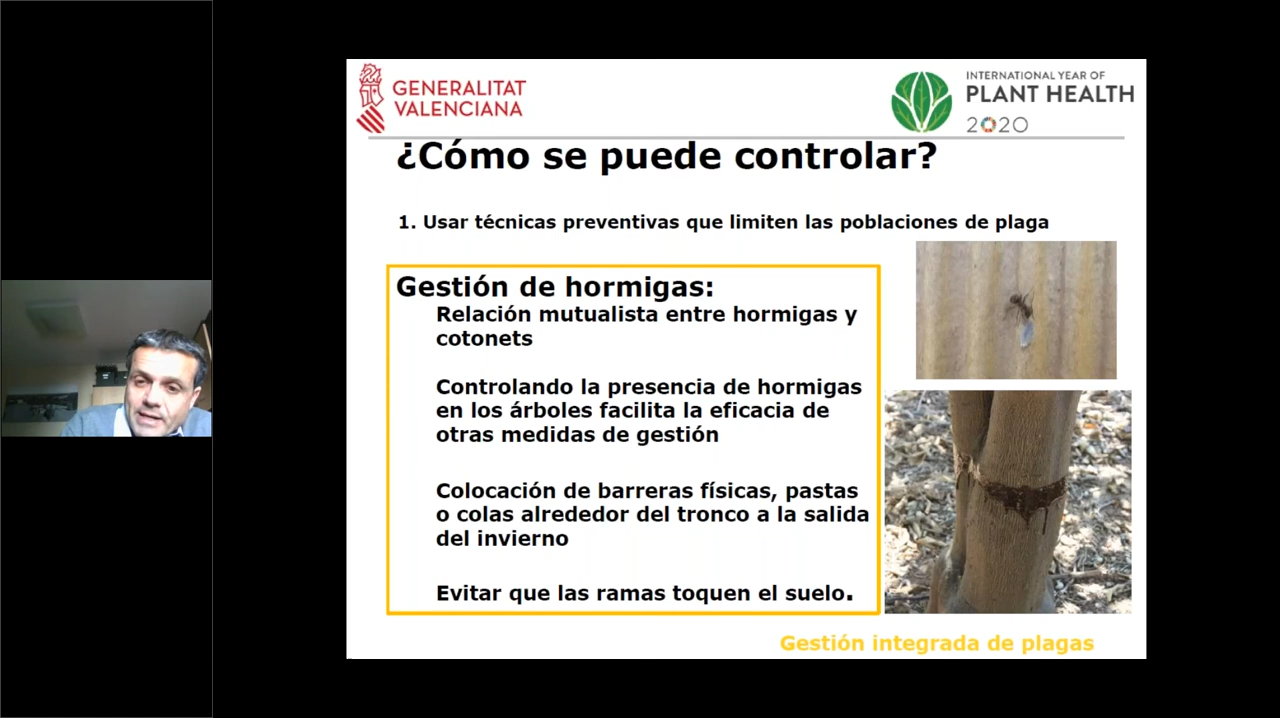 GENERALITAT
VALENCIANA
INTERNATIONAL YEAR OF
PLANT HEALTH
2020
¿Cómo se puede controlar?
1. Usar técnicas preventivas que limiten las poblaciones de plaga
Gestión de hormigas:
Relación mutualista entre hormigas y
cotonets
Controlando la presencia de hormigas
en los árboles facilita la eficacia de
otras medidas de gestión
Colocación de barreras físicas, pastas
o colas alrededor del tronco a la salida
del invierno
Evitar que las ramas toquen el suelo.
Gestión integrada de plagas